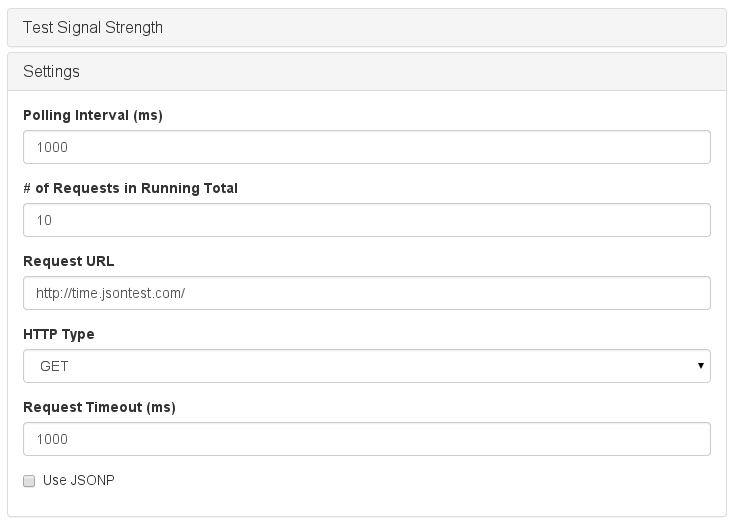 Test Signal Strength
Settings
Polling Interval (ms)
1000
# of Requests in Running Total
10
Request URL
http://time.jsontest.com/
HTTP Type
GET
Request Timeout (ms)
1000
Use JSONP